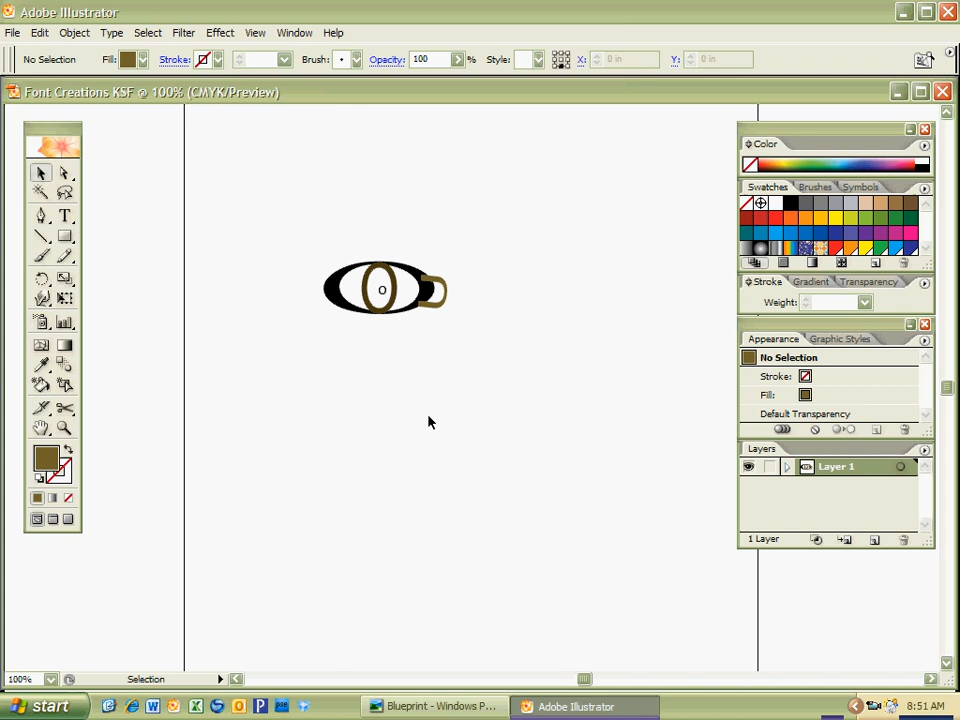 Adobe Illustrator
File Edit Object Type Select Filter Effect View Window Help
No Selection Fill: Stroke: Brush: Opacity: 100 % Style: X: 0 in Y: 0 in
Font Creations KSF @ 100% (CMYK/Preview)
Color
Swatches Brushes Symbols
Stroke Gradient Transparency
Weight:
Appearance Graphic Styles
No Selection
Stroke:
Fill:
Default Transparency
Layers
Layer 1
1 Layer
T
o
100% Selection
start Blueprint - Windows P... Adobe Illustrator 8:51 AM